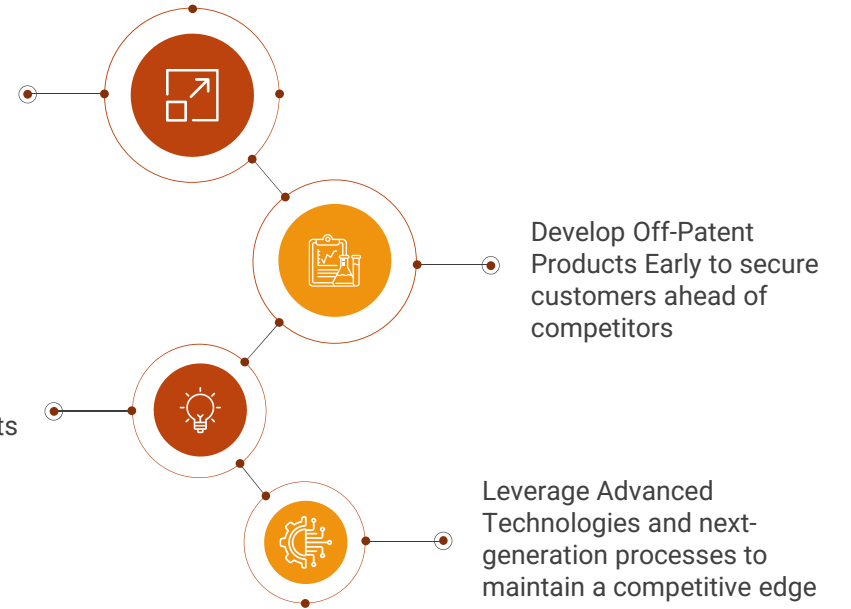 Develop Off-Patent
Products Early to secure
customers ahead of
competitors
Leverage Advanced
Technologies and next-
generation processes to
maintain a competitive edge